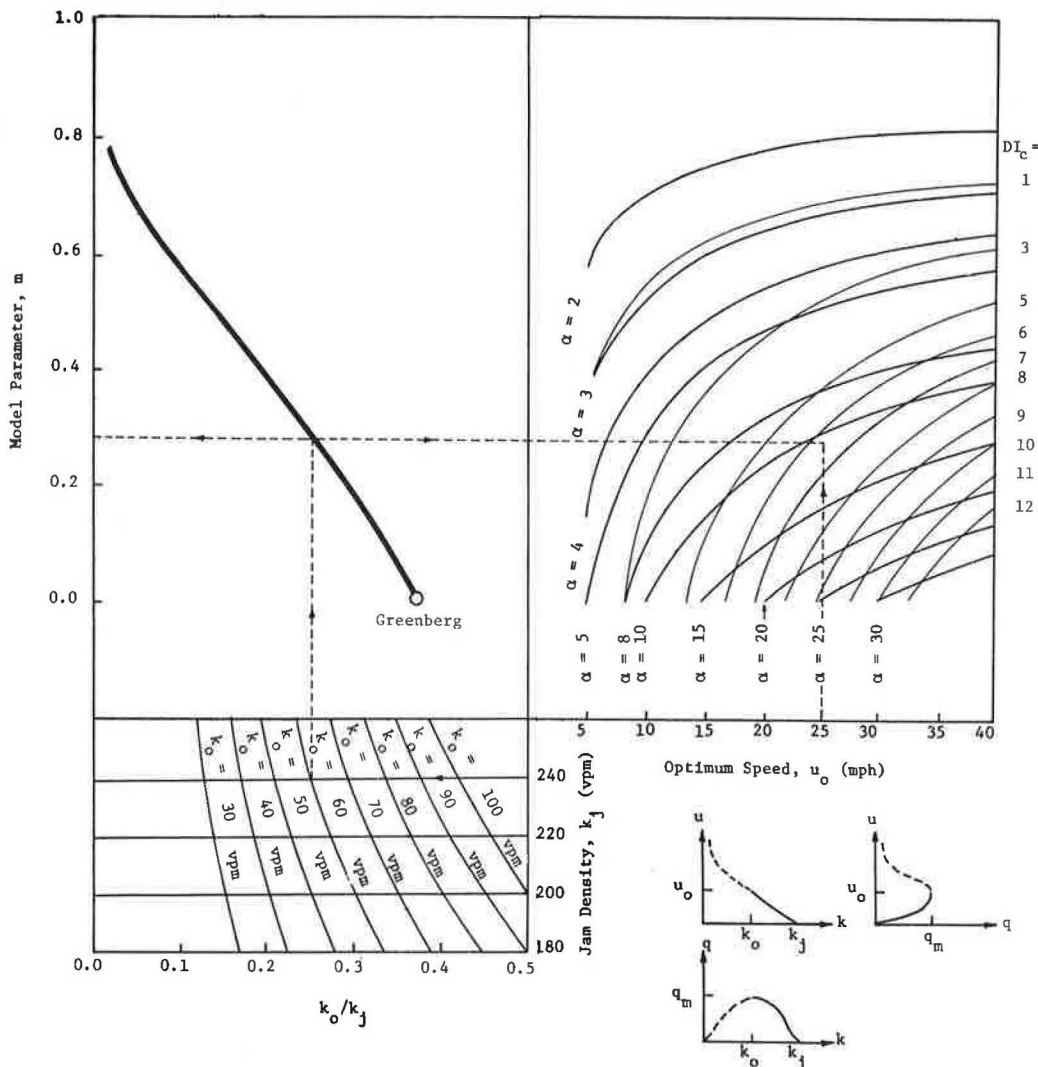 1.0
0.8
0.6
0.4
0.2
0.0
Model Parameter, m
Greenberg
DI_c =
1
3
5
6
7
8
9
10
11
12
α = 2
α = 3
α = 4
α = 5
α = 8
α = 10
α = 15
α = 20
α = 25
α = 30
5
10
15
20
25
30
35
40
Optimum Speed, u_o (mph)
k_o = 30 vpm
k_o = 40 vpm
k_o = 50 vpm
k_o = 60 vpm
k_o = 70 vpm
k_o = 80 vpm
k_o = 90 vpm
k_o = 100 vpm
240
220
200
180
Jam Density, k_j (vpm)
0.0
0.1
0.2
0.3
0.4
0.5
k_o/k_j
u
u_o
k_o
k_j
k
u
u_o
q_m
q
q
q_m
k_o
k_j
k